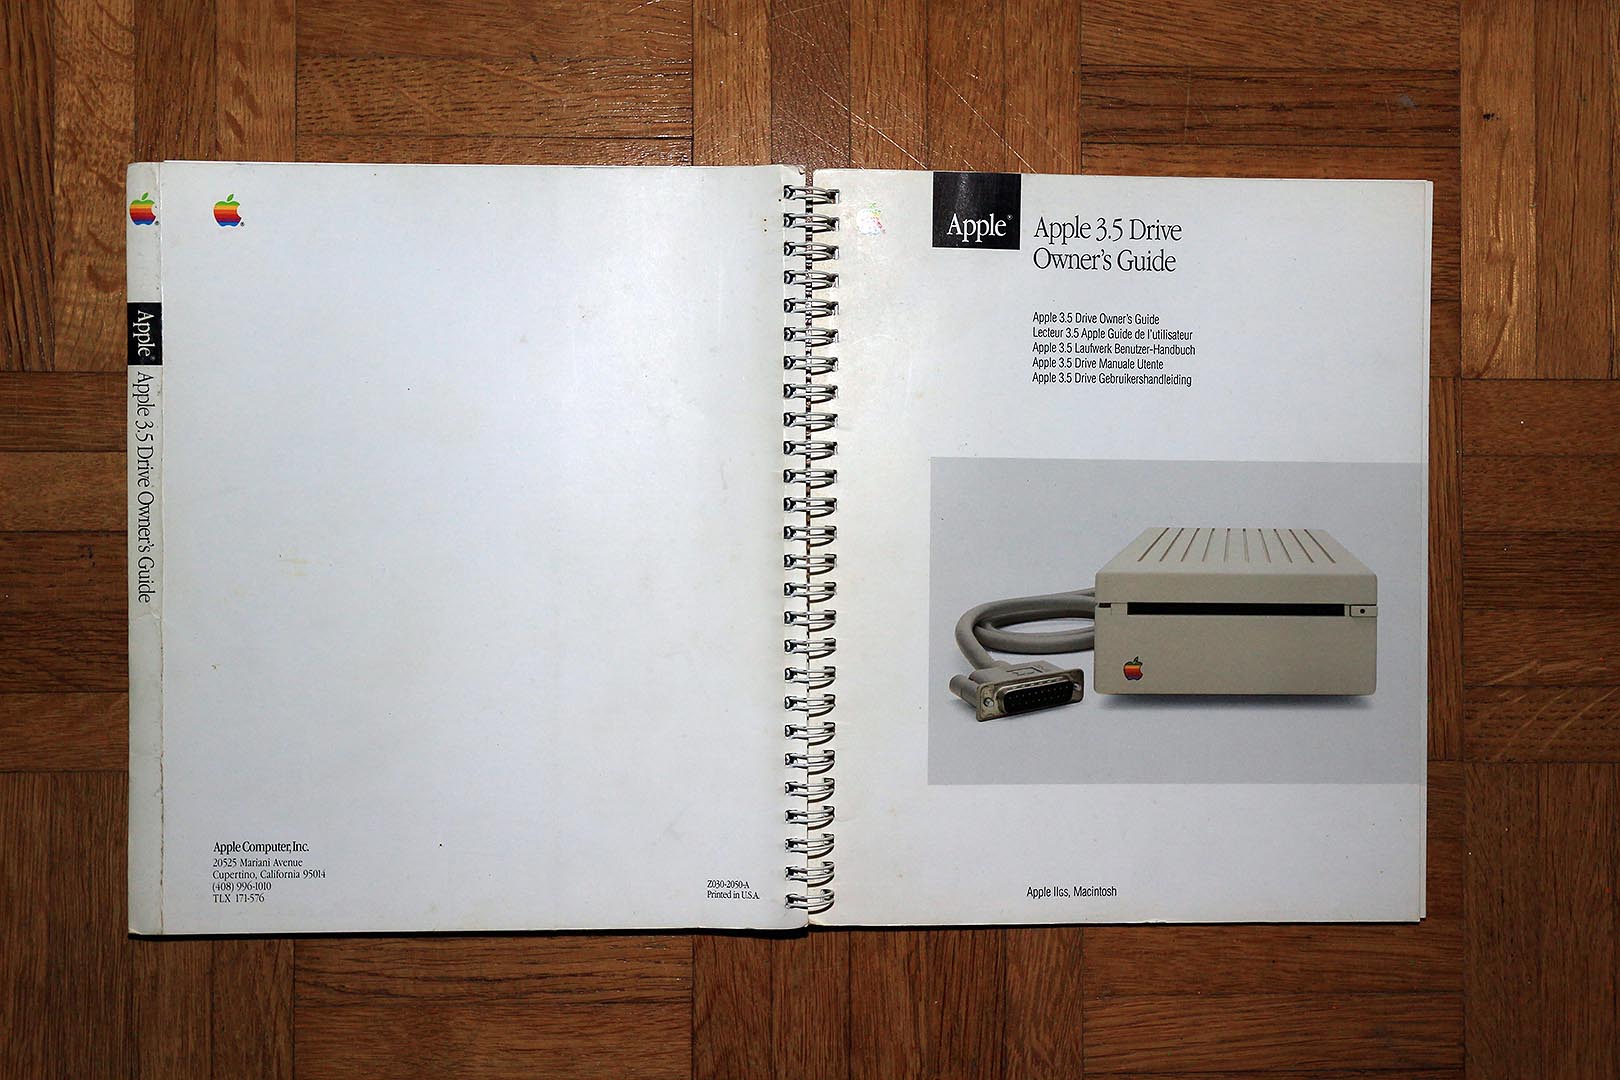 Apple® Apple 3.5 Drive Owner's Guide
Apple Computer, Inc.
20525 Mariani Avenue
Cupertino, California 95014
(408) 996-1010
TLX 171-576
Z030-2050-A
Printed in U.S.A.
Apple®
Apple 3.5 Drive
Owner's Guide
Apple 3.5 Drive Owner's Guide
Lecteur 3.5 Apple Guide de l'utilisateur
Apple 3.5 Laufwerk Benutzer-Handbuch
Apple 3.5 Drive Manuale Utente
Apple 3.5 Drive Gebruikershandleiding
Apple IIGS, Macintosh